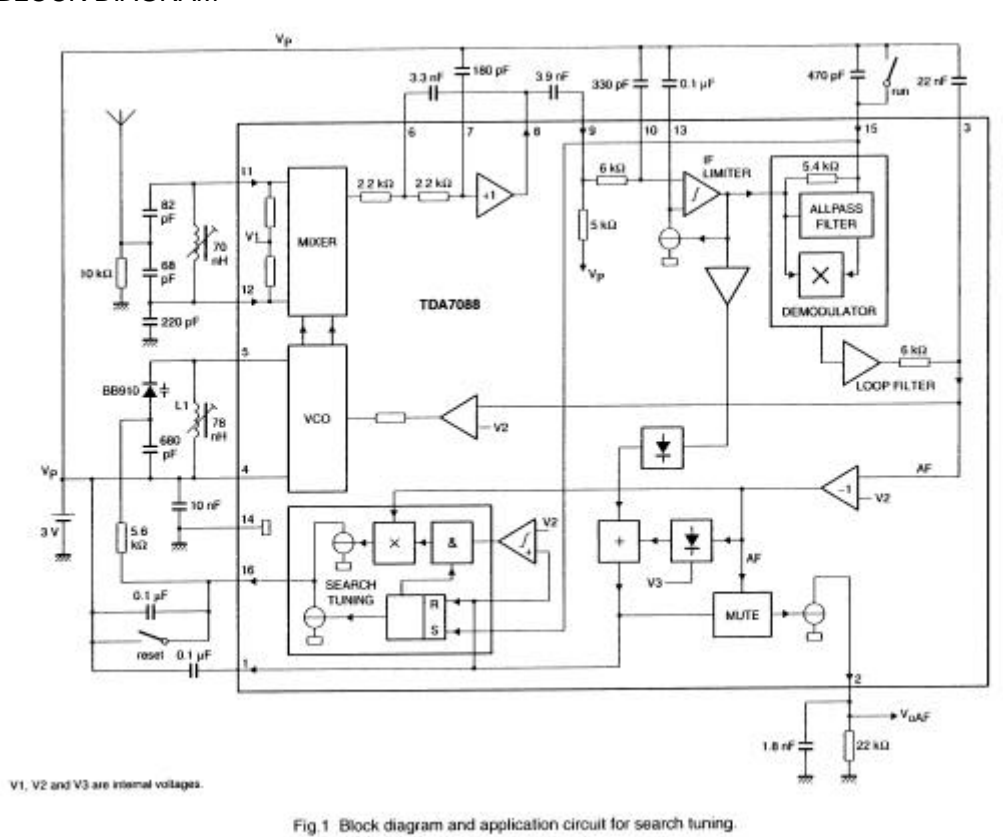 BLOCK DIAGRAM
VP
3.3 nF
180 pF
3.9 nF
330 pF
0.1 µF
470 pF
run
22 nF
6
7
8
9
10
13
15
3
11
82 pF
70 nH
V1
10 kΩ
68 pF
12
220 pF
MIXER
2.2 kΩ
2.2 kΩ
+1
6 kΩ
5 kΩ
VP
IF LIMITER
5.4 kΩ
ALLPASS FILTER
DEMODULATOR
TDA7088
6 kΩ
LOOP FILTER
5
BB910
L1
78 nH
680 pF
VCO
V2
VP
4
3 V
10 nF
14
5.6 kΩ
16
0.1 µF
reset
0.1 µF
1
SEARCH TUNING
&
V2
R
S
+
V3
AF
–1
V2
AF
MUTE
2
VoAF
1.8 nF
22 kΩ
V1, V2 and V3 are internal voltages.
Fig.1 Block diagram and application circuit for search tuning.